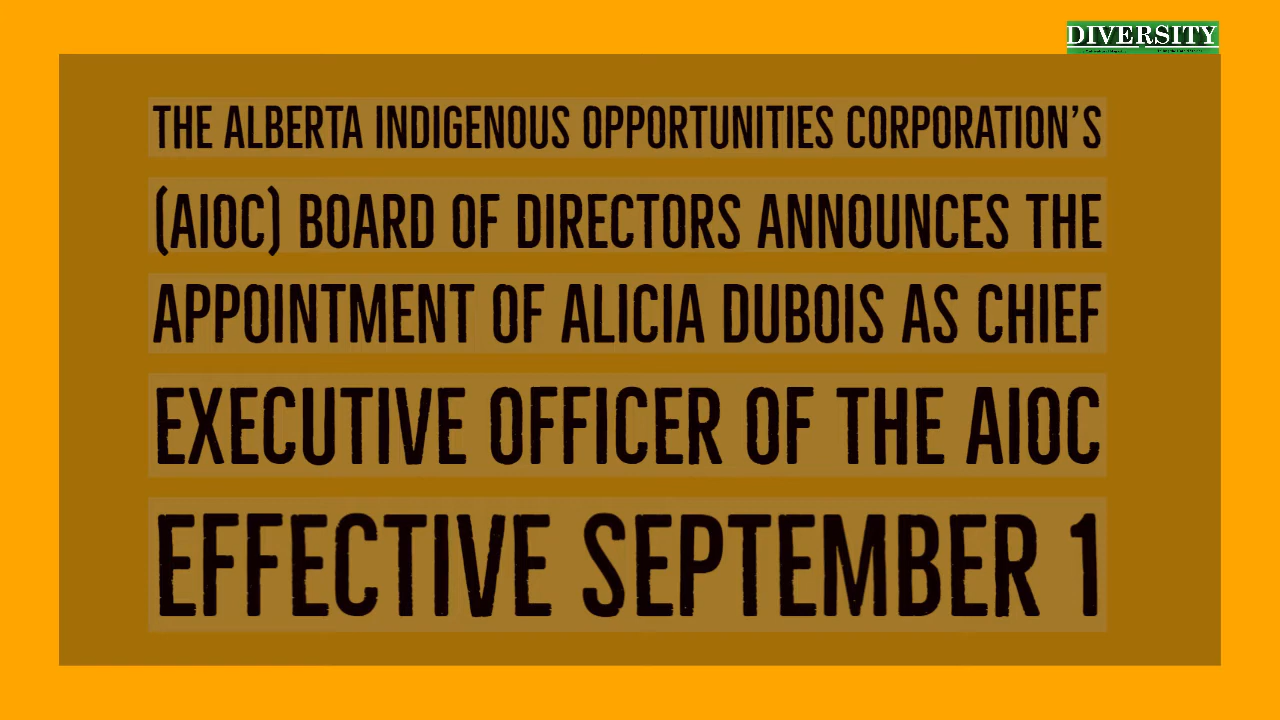 DIVERSITY
THE ALBERTA INDIGENOUS OPPORTUNITIES CORPORATION’S
(AIOC) BOARD OF DIRECTORS ANNOUNCES THE
APPOINTMENT OF ALICIA DUBOIS AS CHIEF
EXECUTIVE OFFICER OF THE AIOC
EFFECTIVE SEPTEMBER 1